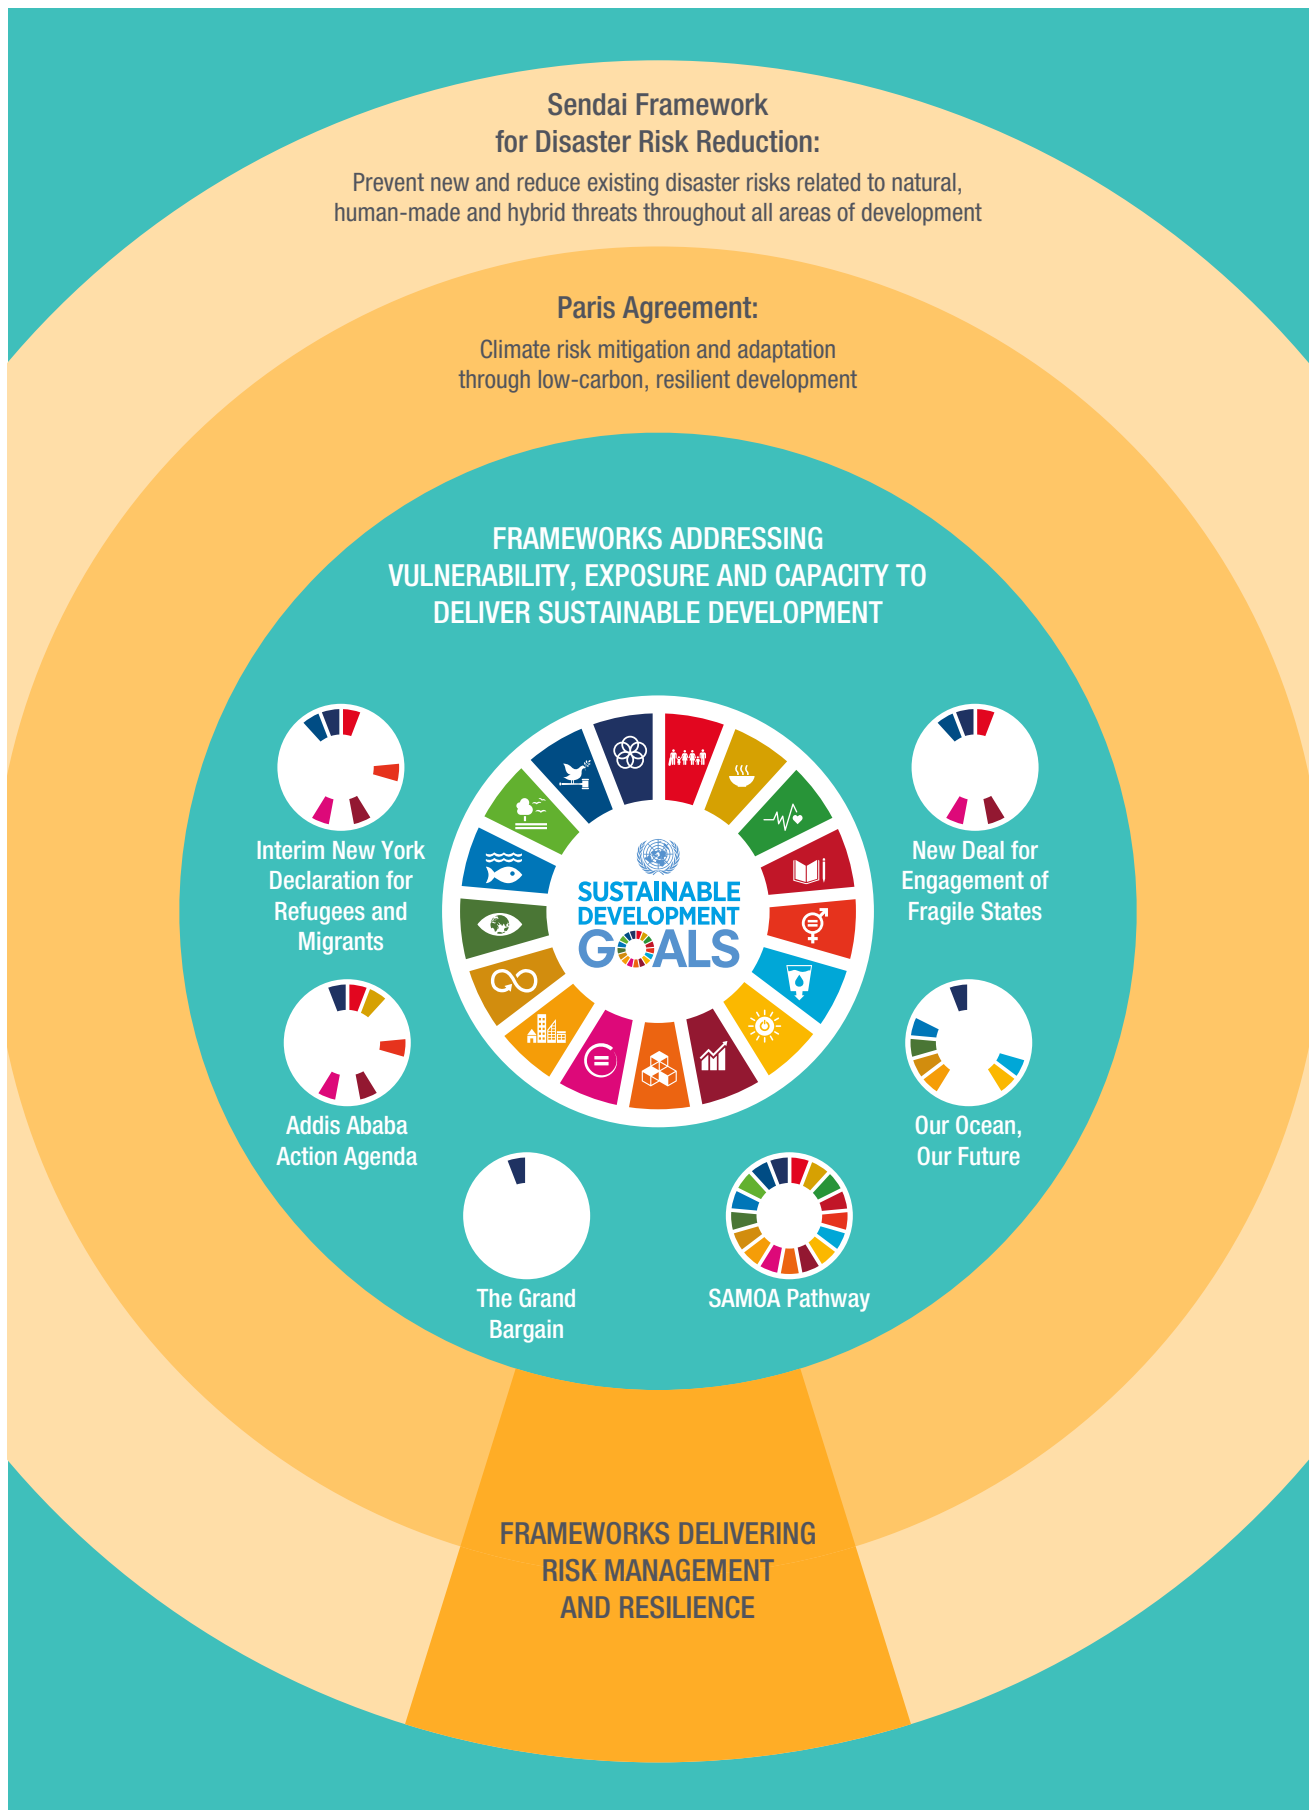 Sendai Framework
for Disaster Risk Reduction:
Prevent new and reduce existing disaster risks related to natural,
human-made and hybrid threats throughout all areas of development
Paris Agreement:
Climate risk mitigation and adaptation
through low-carbon, resilient development
FRAMEWORKS ADDRESSING
VULNERABILITY, EXPOSURE AND CAPACITY TO
DELIVER SUSTAINABLE DEVELOPMENT
SUSTAINABLE
DEVELOPMENT
GOALS
Interim New York
Declaration for
Refugees and
Migrants
New Deal for
Engagement of
Fragile States
Addis Ababa
Action Agenda
Our Ocean,
Our Future
The Grand
Bargain
SAMOA Pathway
FRAMEWORKS DELIVERING
RISK MANAGEMENT
AND RESILIENCE